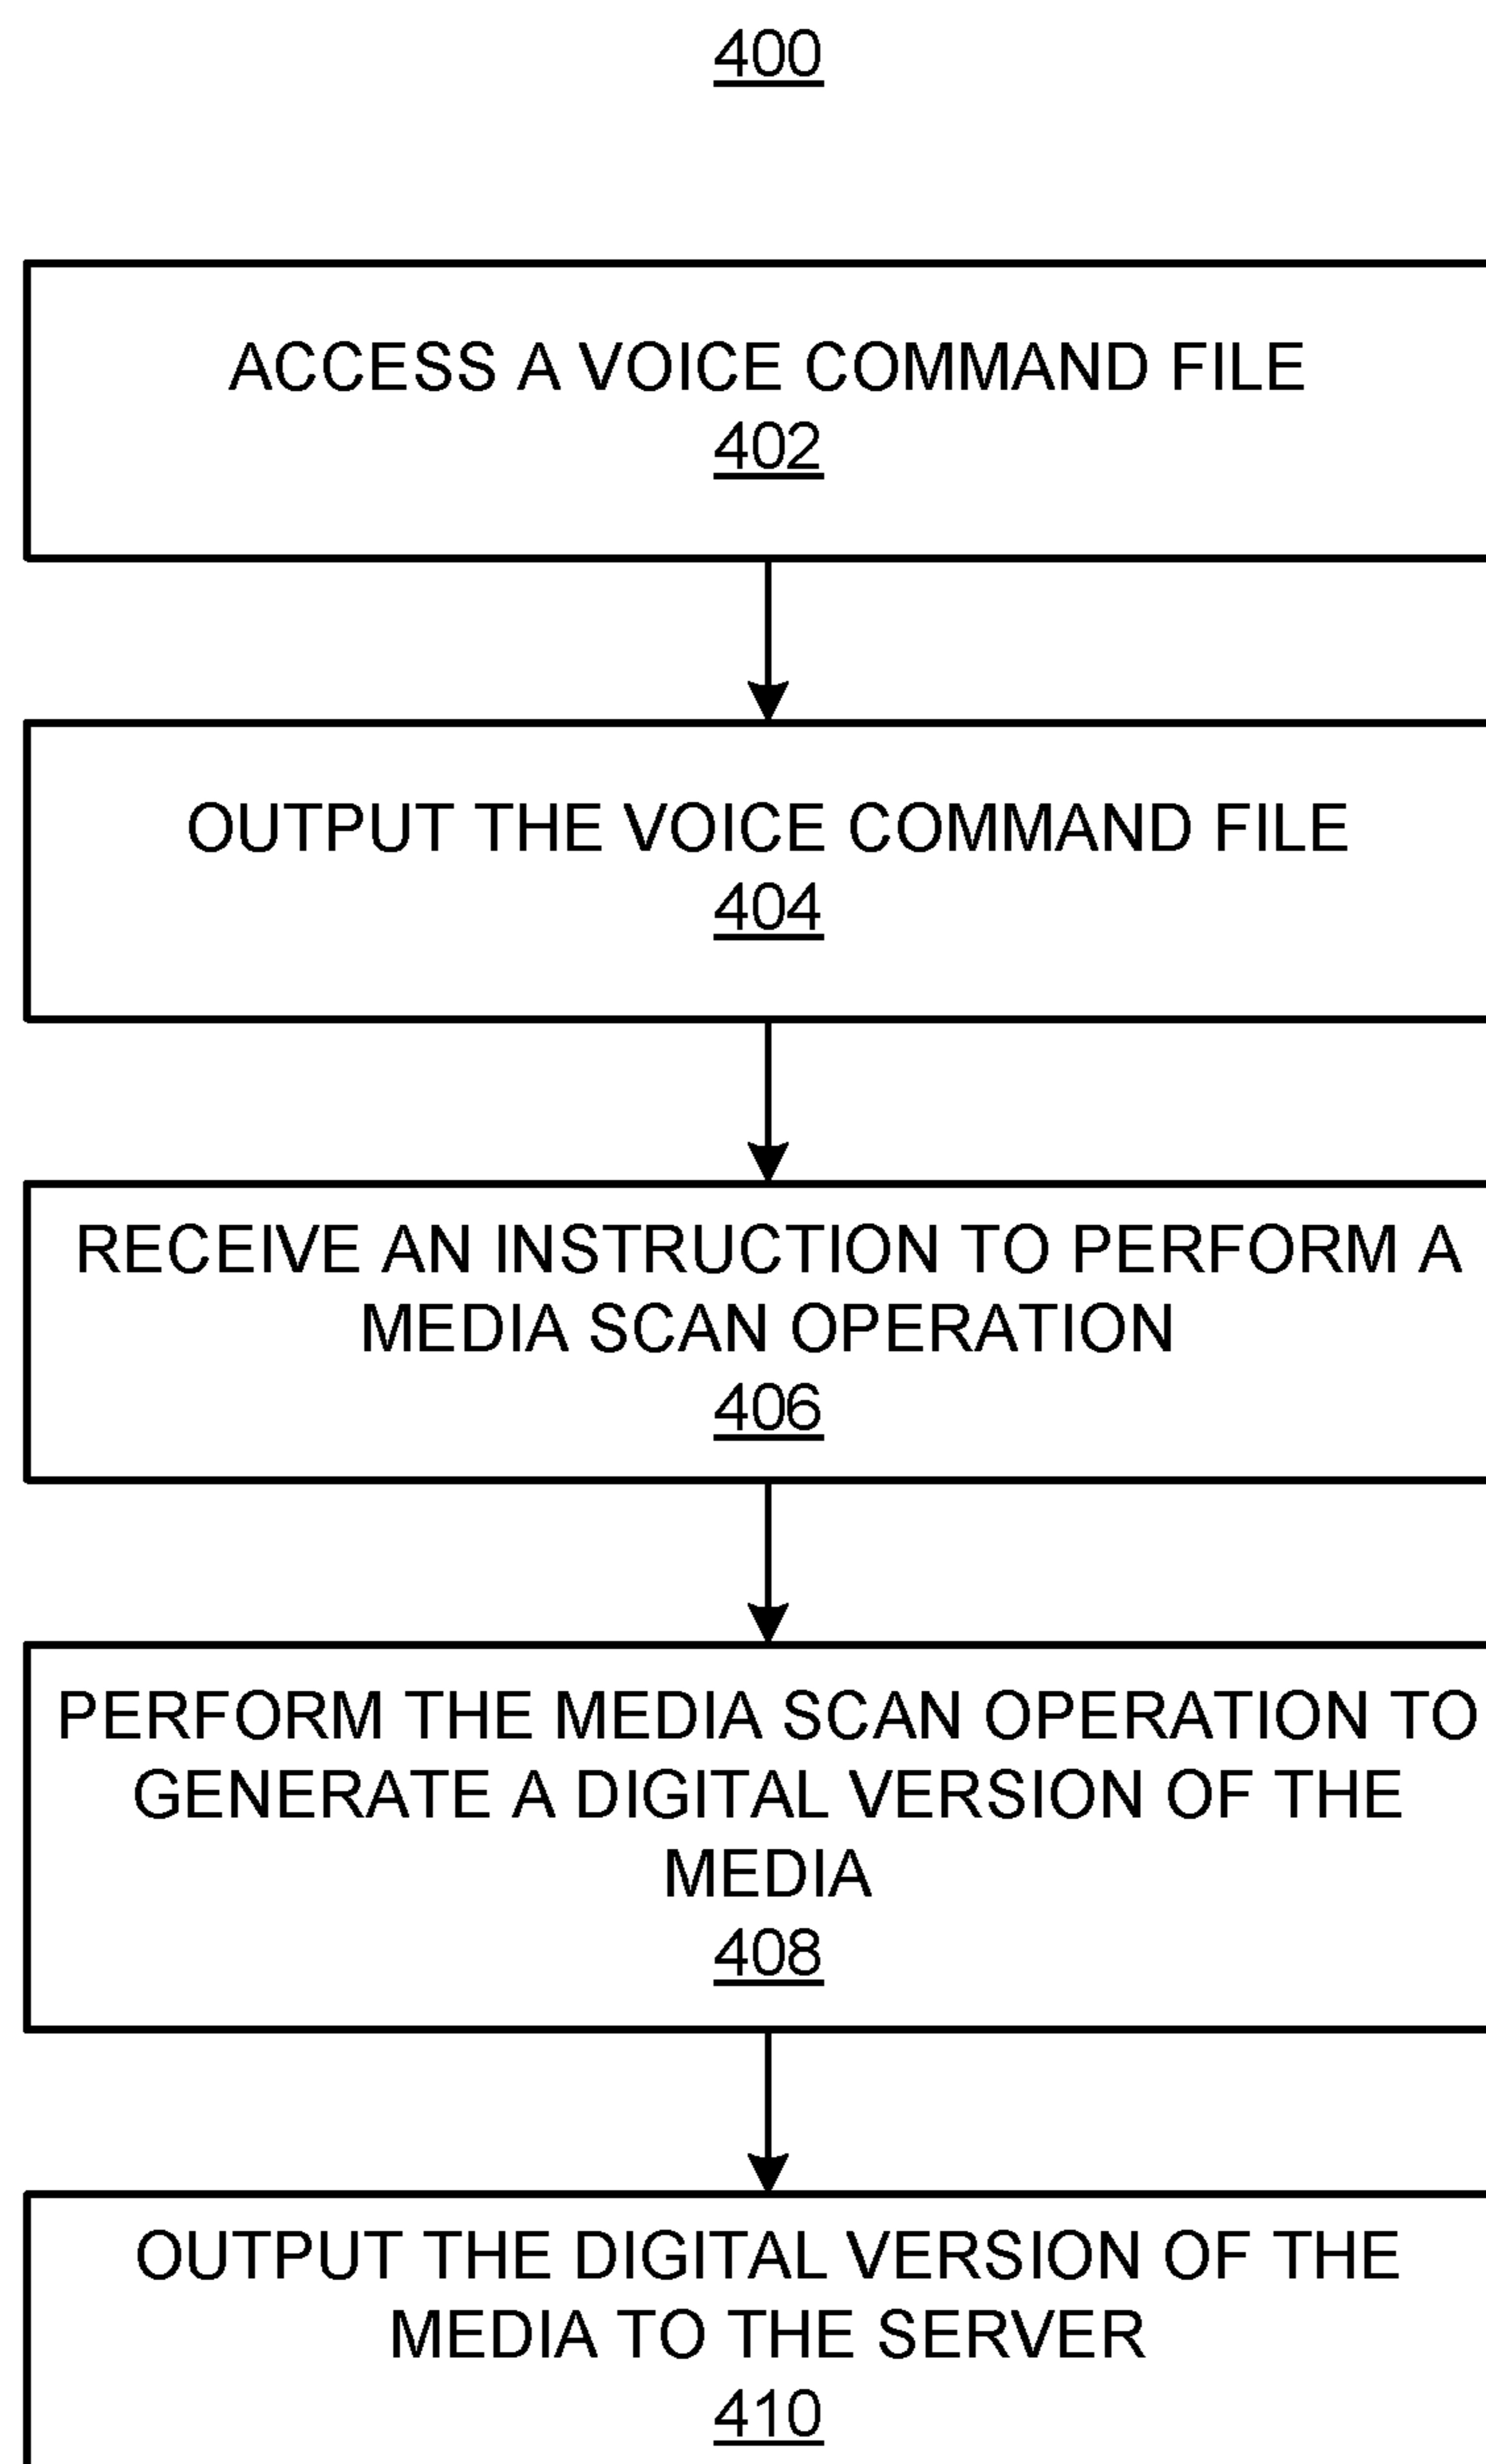 400
ACCESS A VOICE COMMAND FILE
402
OUTPUT THE VOICE COMMAND FILE
404
RECEIVE AN INSTRUCTION TO PERFORM A
MEDIA SCAN OPERATION
406
PERFORM THE MEDIA SCAN OPERATION TO
GENERATE A DIGITAL VERSION OF THE
MEDIA
408
OUTPUT THE DIGITAL VERSION OF THE
MEDIA TO THE SERVER
410